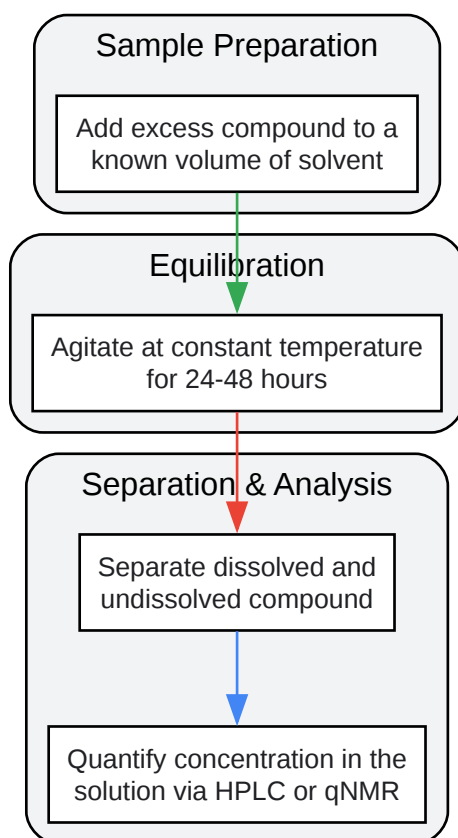 Sample Preparation
Add excess compound to a
known volume of solvent
Equilibration
Agitate at constant temperature
for 24-48 hours
Separation & Analysis
Separate dissolved and
undissolved compound
Quantify concentration in the
solution via HPLC or qNMR